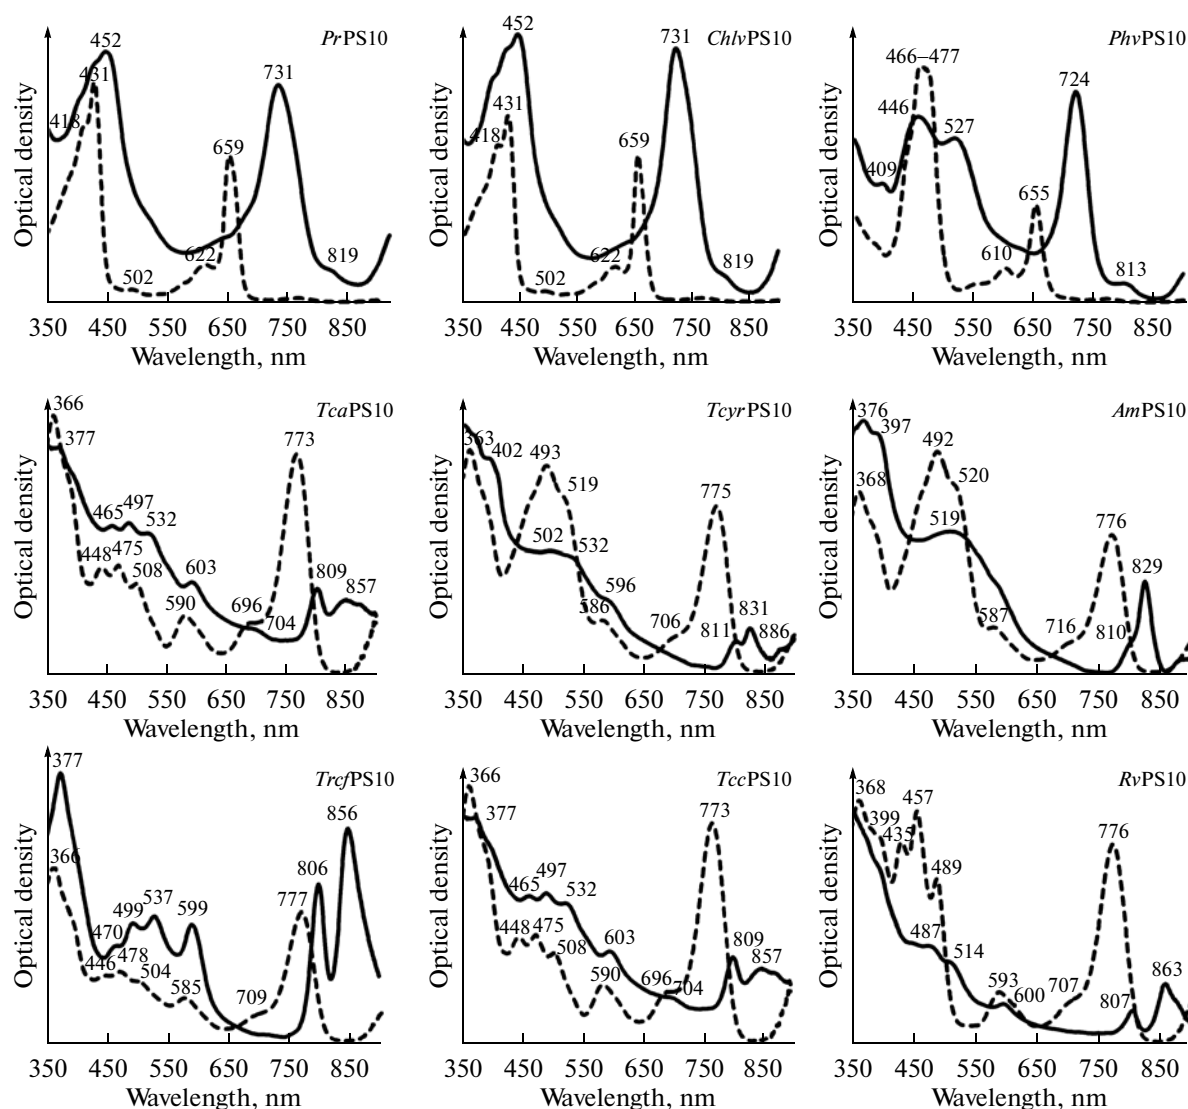 PrPS10
452
431
418
731
659
622
502
819
Optical density
350 450 550 650 750 850
Wavelength, nm
ChlvPS10
452
431
418
731
659
622
502
819
Optical density
350 450 550 650 750 850
Wavelength, nm
PhvPS10
466–477
446
409
527
724
655
610
813
Optical density
350 450 550 650 750 850
Wavelength, nm
TcaPS10
366
377
773
465 497
532
448 475
508
603
590
696
704
809
857
Optical density
350 450 550 650 750 850
Wavelength, nm
TcyrPS10
363
402
493
519
775
502
532
596
586
706
811
831
886
Optical density
350 450 550 650 750 850
Wavelength, nm
AmPS10
376
397
368
492
520
519
776
587
716
810
829
Optical density
350 450 550 650 750 850
Wavelength, nm
TrcfPS10
377
366
856
806
777
537
499
470
599
446
478
504
585
709
Optical density
350 450 550 650 750 850
Wavelength, nm
TccPS10
366
377
773
465 497
532
448 475
508
603
590
696
704
809
857
Optical density
350 450 550 650 750 850
Wavelength, nm
RvPS10
368
399
435
457
489
776
487
514
593
600
707
807
863
Optical density
350 450 550 650 750 850
Wavelength, nm